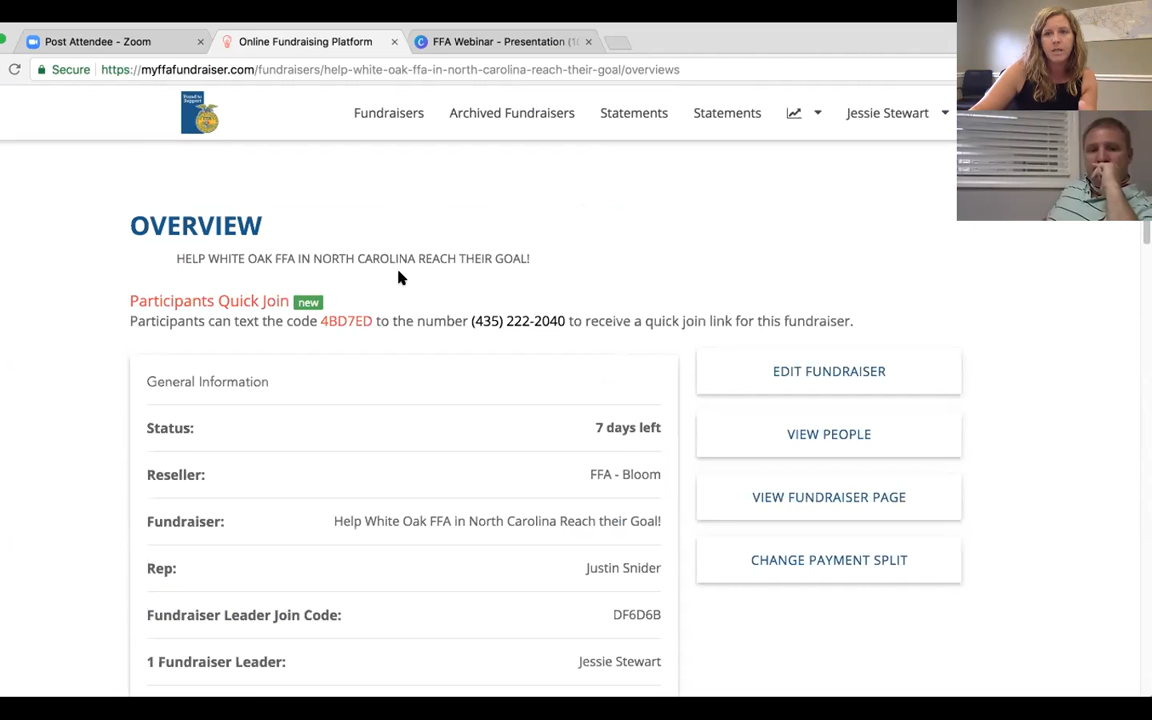 Post Attendee - Zoom
Online Fundraising Platform
FFA Webinar - Presentation
Secure https://myffafundraiser.com/fundraisers/help-white-oak-ffa-in-north-carolina-reach-their-goal/overviews
Fundraisers Archived Fundraisers Statements Statements Jessie Stewart
OVERVIEW
HELP WHITE OAK FFA IN NORTH CAROLINA REACH THEIR GOAL!
Participants Quick Join new
Participants can text the code 4BD7ED to the number (435) 222-2040 to receive a quick join link for this fundraiser.
General Information
Status: 7 days left
Reseller: FFA - Bloom
Fundraiser: Help White Oak FFA in North Carolina Reach their Goal!
Rep: Justin Snider
Fundraiser Leader Join Code: DF6D6B
1 Fundraiser Leader: Jessie Stewart
EDIT FUNDRAISER
VIEW PEOPLE
VIEW FUNDRAISER PAGE
CHANGE PAYMENT SPLIT